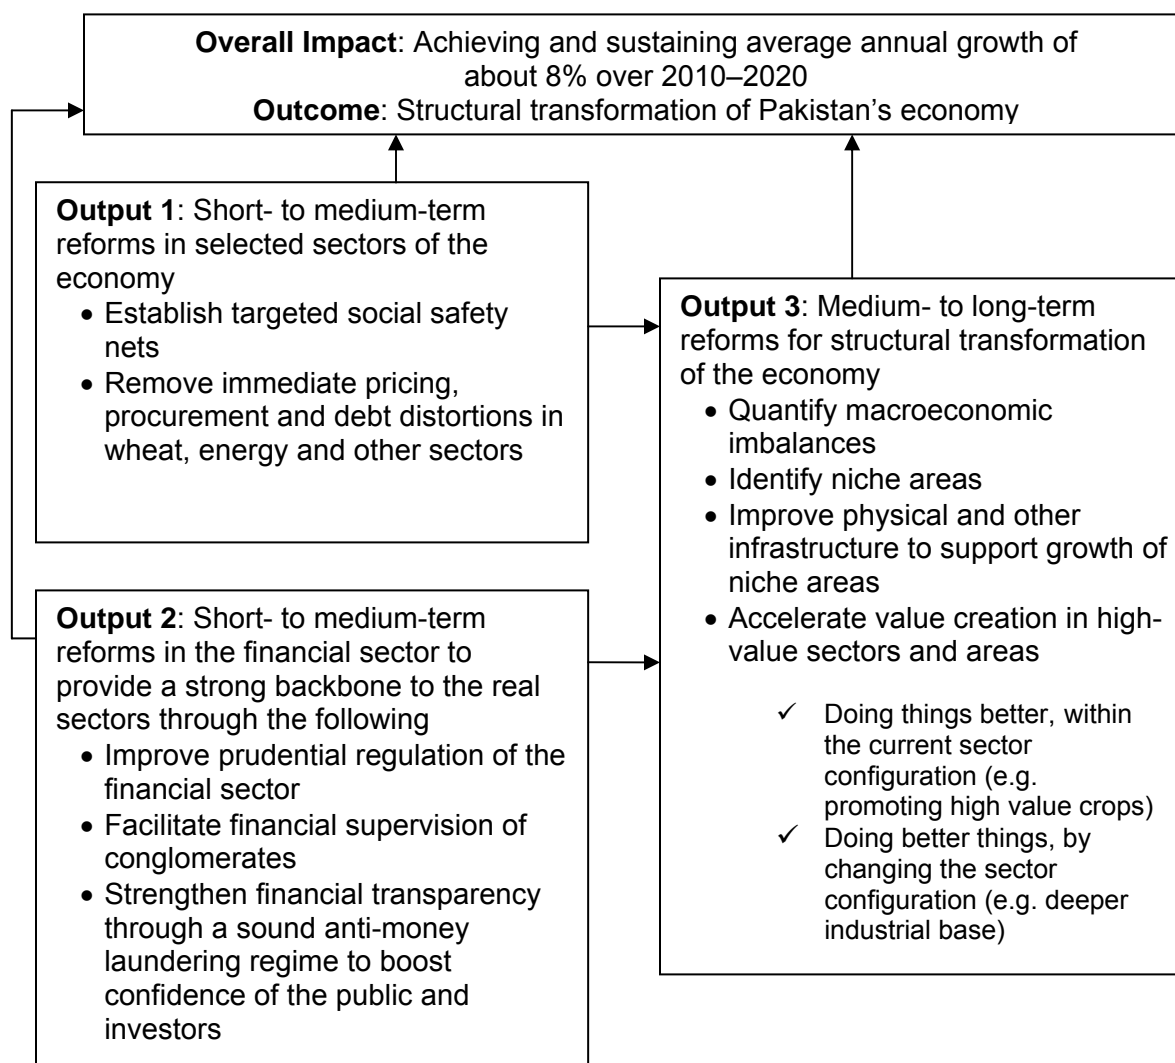 Overall Impact: Achieving and sustaining average annual growth of
about 8% over 2010–2020
Outcome: Structural transformation of Pakistan’s economy
Output 1: Short- to medium-term
reforms in selected sectors of the
economy
• Establish targeted social safety
nets
• Remove immediate pricing,
procurement and debt distortions in
wheat, energy and other sectors
Output 2: Short- to medium-term
reforms in the financial sector to
provide a strong backbone to the real
sectors through the following
• Improve prudential regulation of the
financial sector
• Facilitate financial supervision of
conglomerates
• Strengthen financial transparency
through a sound anti-money
laundering regime to boost
confidence of the public and
investors
Output 3: Medium- to long-term
reforms for structural transformation
of the economy
• Quantify macroeconomic
imbalances
• Identify niche areas
• Improve physical and other
infrastructure to support growth of
niche areas
• Accelerate value creation in high-
value sectors and areas
✓ Doing things better, within
the current sector
configuration (e.g.
promoting high value crops)
✓ Doing better things, by
changing the sector
configuration (e.g. deeper
industrial base)